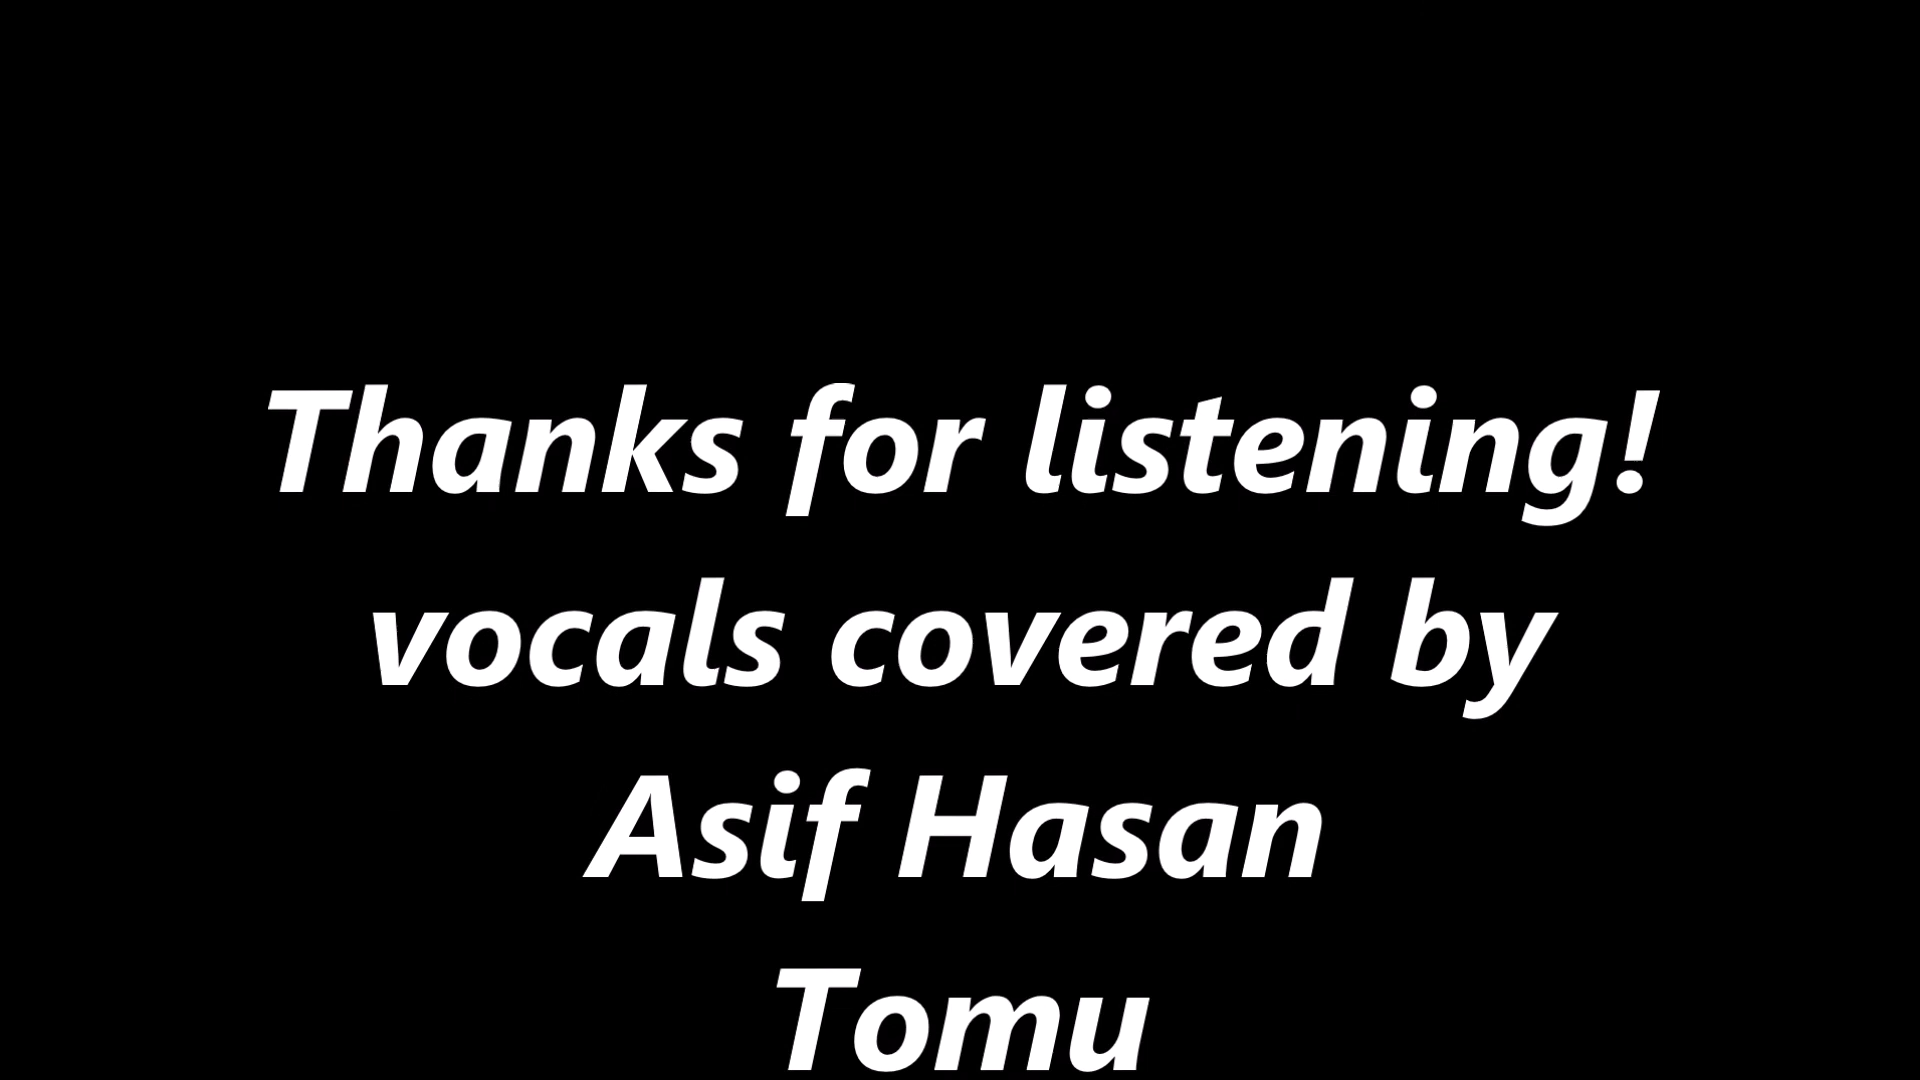 Thanks for listening!
vocals covered by
Asif Hasan
Tomu